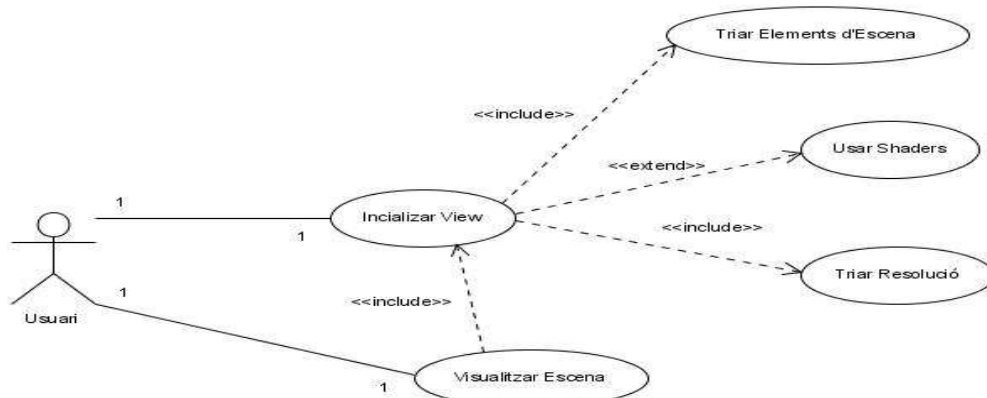 Triar Elements d'Escena
<<include>>
Usar Shaders
<<extend>>
1
Incializar View
1
<<include>>
Triar Resolució
1
<<include>>
Usuari
1
Visualitzar Escena